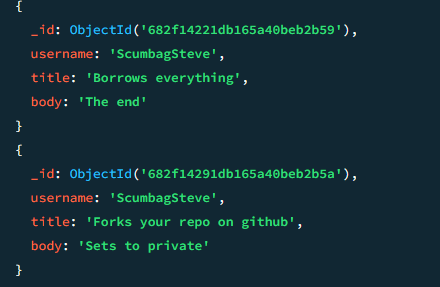 {
_id: ObjectId('682f14221db165a40beb2b59'),
username: 'ScumbagSteve',
title: 'Borrows everything',
body: 'The end'
}
{
_id: ObjectId('682f14291db165a40beb2b5a'),
username: 'ScumbagSteve',
title: 'Forks your repo on github',
body: 'Sets to private'
}